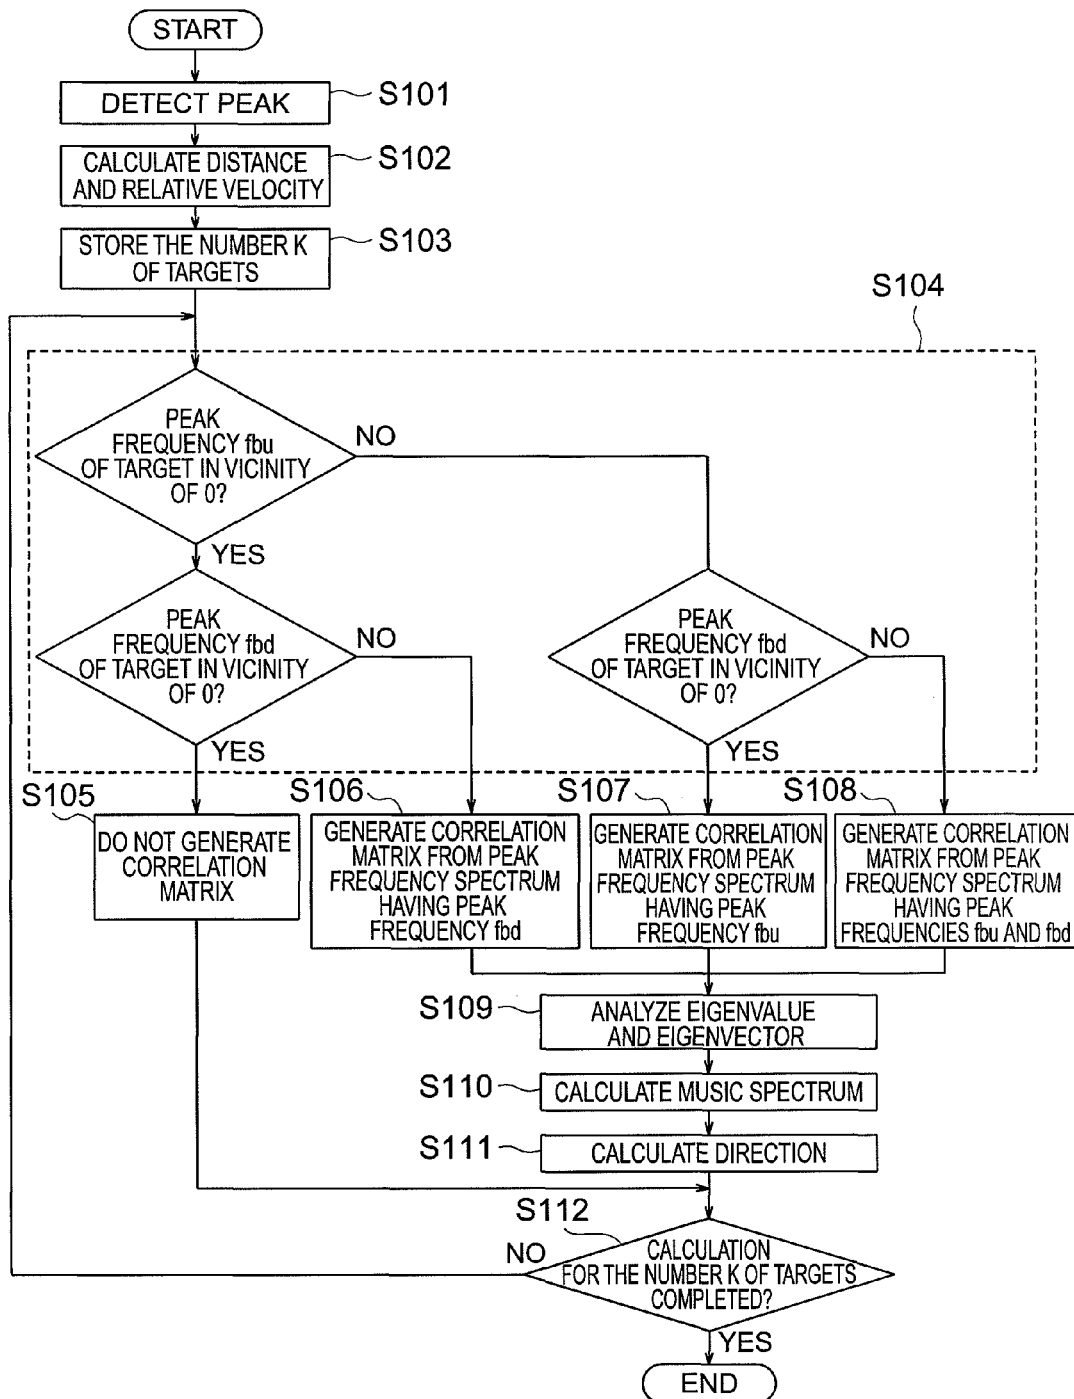 START
DETECT PEAK
S101
CALCULATE DISTANCE
AND RELATIVE VELOCITY
S102
STORE THE NUMBER K
OF TARGETS
S103
S104
PEAK
FREQUENCY fbu
OF TARGET IN VICINITY
OF 0?
NO
YES
PEAK
FREQUENCY fbd
OF TARGET IN VICINITY
OF 0?
NO
YES
PEAK
FREQUENCY fbd
OF TARGET IN VICINITY
OF 0?
NO
YES
S105
DO NOT GENERATE
CORRELATION
MATRIX
S106
GENERATE CORRELATION
MATRIX FROM PEAK
FREQUENCY SPECTRUM
HAVING PEAK
FREQUENCY fbd
S107
GENERATE CORRELATION
MATRIX FROM PEAK
FREQUENCY SPECTRUM
HAVING PEAK
FREQUENCY fbu
S108
GENERATE CORRELATION
MATRIX FROM PEAK
FREQUENCY SPECTRUM
HAVING PEAK
FREQUENCIES fbu AND fbd
S109
ANALYZE EIGENVALUE
AND EIGENVECTOR
S110
CALCULATE MUSIC SPECTRUM
S111
CALCULATE DIRECTION
S112
NO
CALCULATION
FOR THE NUMBER K OF TARGETS
COMPLETED?
YES
END